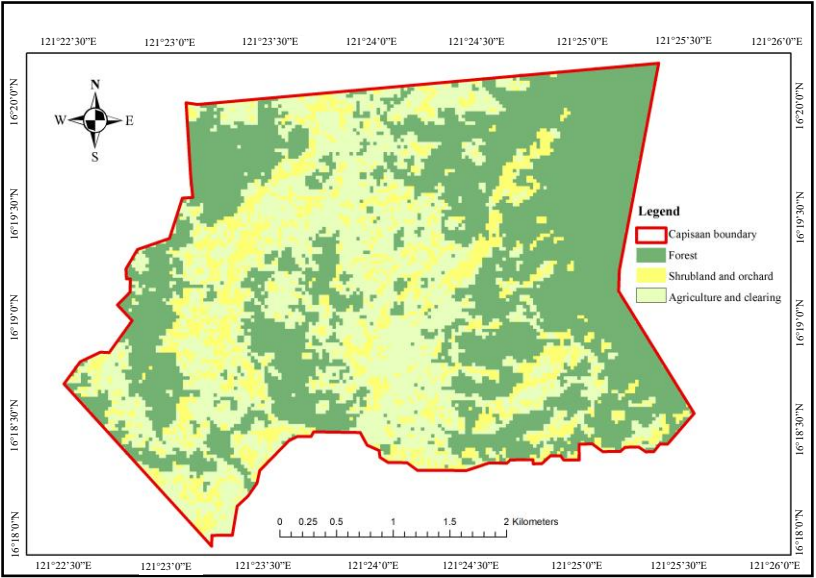 121°22'30"E 121°23'0"E 121°23'30"E 121°24'0"E 121°24'30"E 121°25'0"E 121°25'30"E 121°26'0"E
N
W E
S
16°20'0"N
16°19'30"N
16°19'0"N
16°18'30"N
16°18'0"N
16°20'0"N
16°19'30"N
16°19'0"N
16°18'30"N
16°18'0"N
Legend
Capisaan boundary
Forest
Shrubland and orchard
Agriculture and clearing
0 0.25 0.5 1 1.5 2 Kilometers
121°22'30"E 121°23'0"E 121°23'30"E 121°24'0"E 121°24'30"E 121°25'0"E 121°25'30"E 121°26'0"E